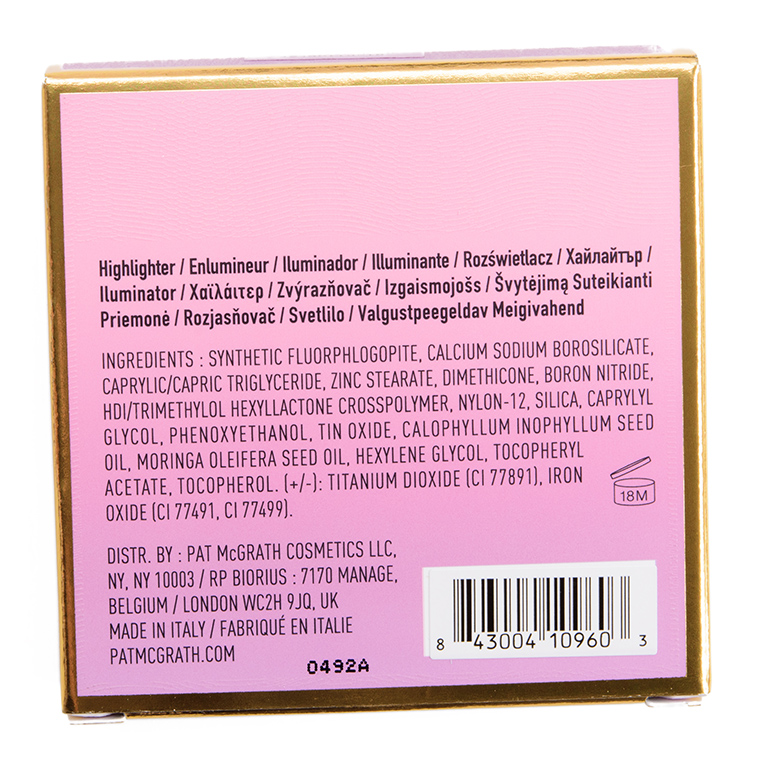 Highlighter / Enlumineur / Iluminador / Illuminante / Rozświetlacz / Хайлайтър /
Iluminator / Χαϊλάιτερ / Zvýrazňovač / Izgaismojošs / Švytėjimą Suteikianti
Priemonė / Rozjasňovač / Svetlilo / Valgustpeegeldav Meigivahend
INGREDIENTS : SYNTHETIC FLUORPHLOGOPITE, CALCIUM SODIUM BOROSILICATE,
CAPRYLIC/CAPRIC TRIGLYCERIDE, ZINC STEARATE, DIMETHICONE, BORON NITRIDE,
HDI/TRIMETHYLOL HEXYLLACTONE CROSSPOLYMER, NYLON-12, SILICA, CAPRYLYL
GLYCOL, PHENOXYETHANOL, TIN OXIDE, CALOPHYLLUM INOPHYLLUM SEED
OIL, MORINGA OLEIFERA SEED OIL, HEXYLENE GLYCOL, TOCOPHERYL
ACETATE, TOCOPHEROL. (+/-): TITANIUM DIOXIDE (CI 77891), IRON
OXIDE (CI 77491, CI 77499).
18M
DISTR. BY : PAT McGRATH COSMETICS LLC,
NY, NY 10003 / RP BIORIUS : 7170 MANAGE,
BELGIUM / LONDON WC2H 9JQ, UK
MADE IN ITALY / FABRIQUÉ EN ITALIE
PATMCGRATH.COM
0492A
8 43004 10960 3